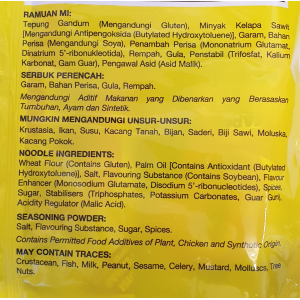 RAMUAN MI:
Tepung Gandum (Mengandungi Gluten), Minyak Kelapa Sawit
[Mengandungi Antipengoksida (Butylated Hydroxytoluene)], Garam, Bahan
Perisa (Mengandungi Soya), Penambah Perisa (Mononatrium Glutamat,
Dinatrium 5'-ribonukleotides), Rempah, Gula, Penstabil (Trifosfat, Kalium
Karbonat, Gam Guar), Pengawal Asid (Asid Malik).
SERBUK PERENCAH:
Garam, Bahan Perisa, Gula, Rempah.
Mengandungi Aditif Makanan yang Dibenarkan yang Berasaskan
Tumbuhan, Ayam dan Sintetik.
MUNGKIN MENGANDUNGI UNSUR-UNSUR:
Krustasia, Ikan, Susu, Kacang Tanah, Bijan, Saderi, Biji Sawi, Moluska,
Kacang Pokok.
NOODLE INGREDIENTS:
Wheat Flour (Contains Gluten), Palm Oil [Contains Antioxidant (Butylated
Hydroxytoluene)], Salt, Flavouring Substance (Contains Soybean), Flavour
Enhancer (Monosodium Glutamate, Disodium 5'-ribonucleotides), Spices,
Sugar, Stabilisers (Triphosphates, Potassium Carbonates, Guar Gum),
Acidity Regulator (Malic Acid).
SEASONING POWDER:
Salt, Flavouring Substance, Sugar, Spices.
Contains Permitted Food Additives of Plant, Chicken and Synthetic Origin.
MAY CONTAIN TRACES:
Crustacean, Fish, Milk, Peanut, Sesame, Celery, Mustard, Molluscs, Tree
Nuts.